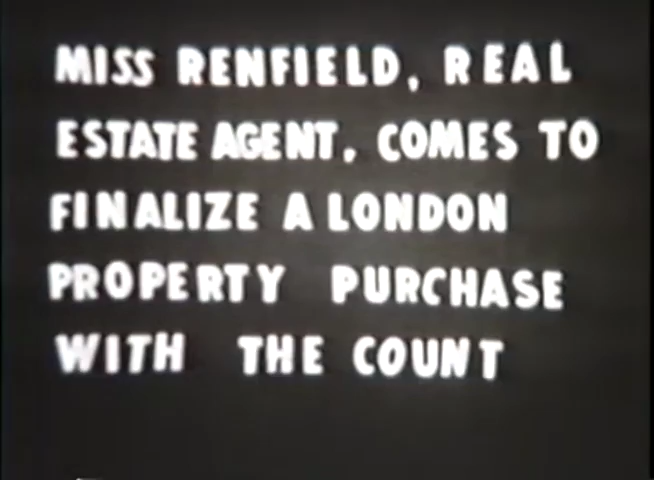 MISS RENFIELD, REAL
ESTATE AGENT, COMES TO
FINALIZE A LONDON
PROPERTY PURCHASE
WITH THE COUNT